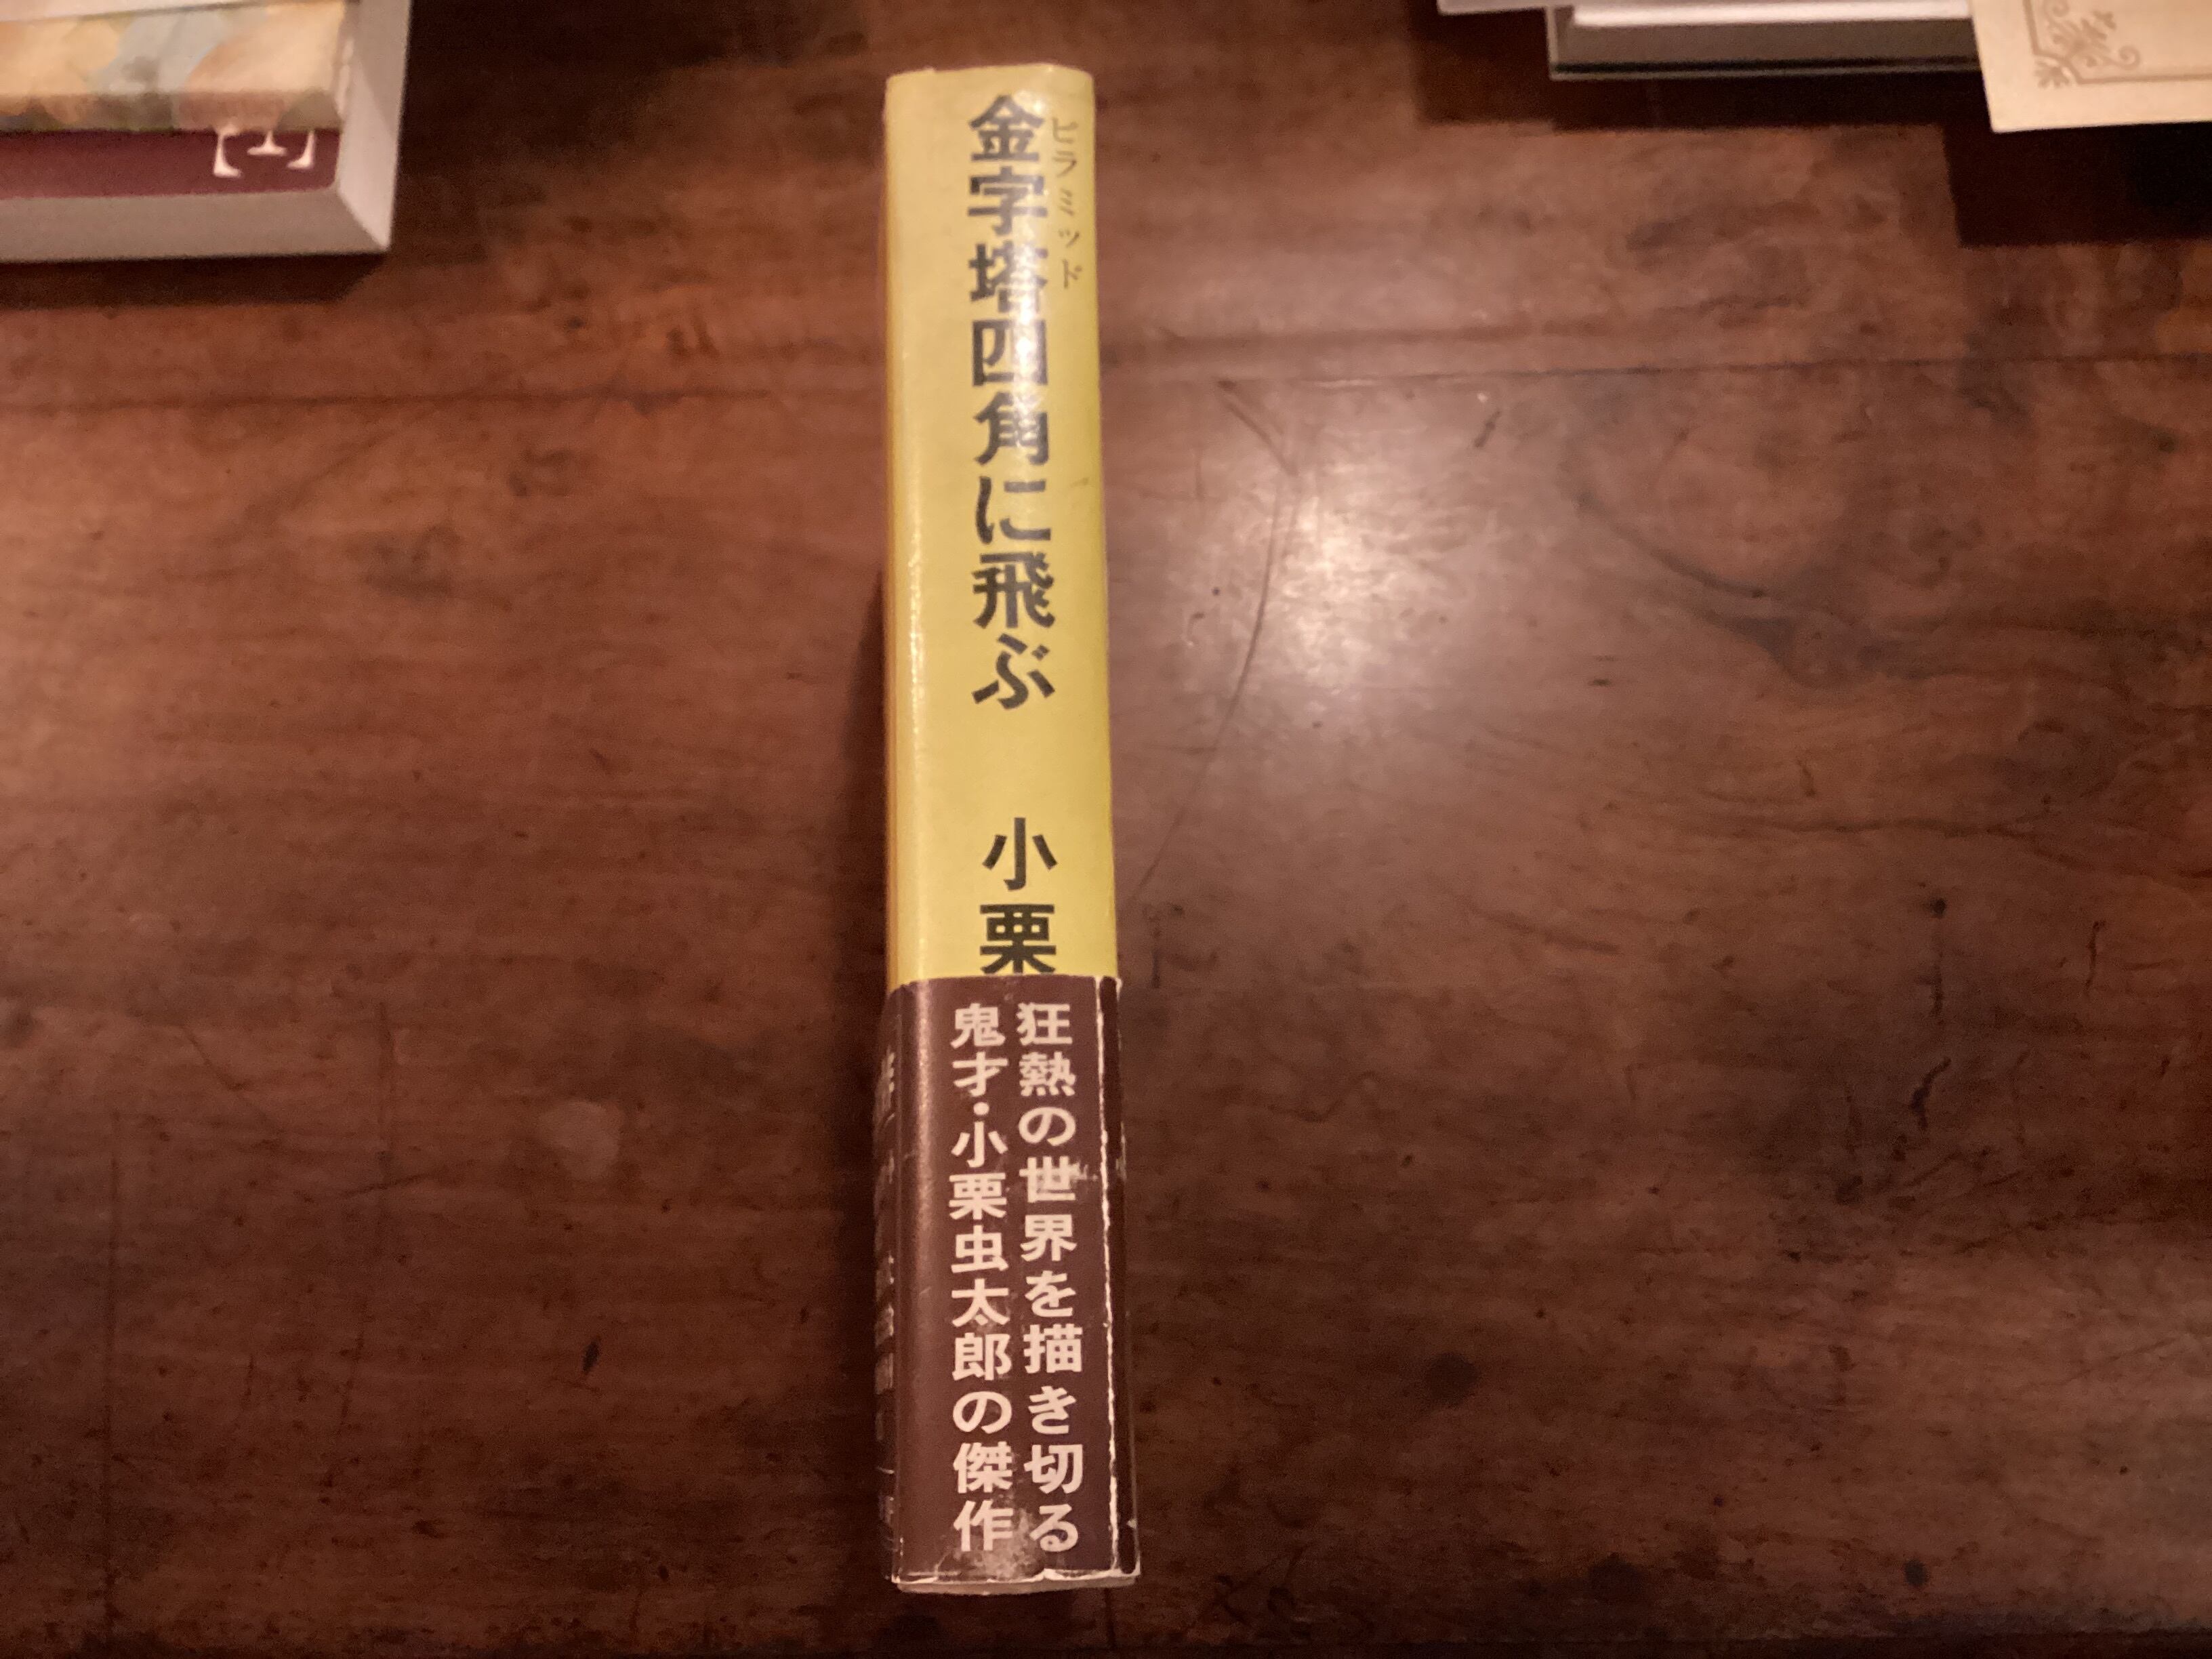 金字塔四角に飛ぶ
ピラミッド
小栗
狂熱の世界を描き切る
鬼才・小栗虫太郎の傑作